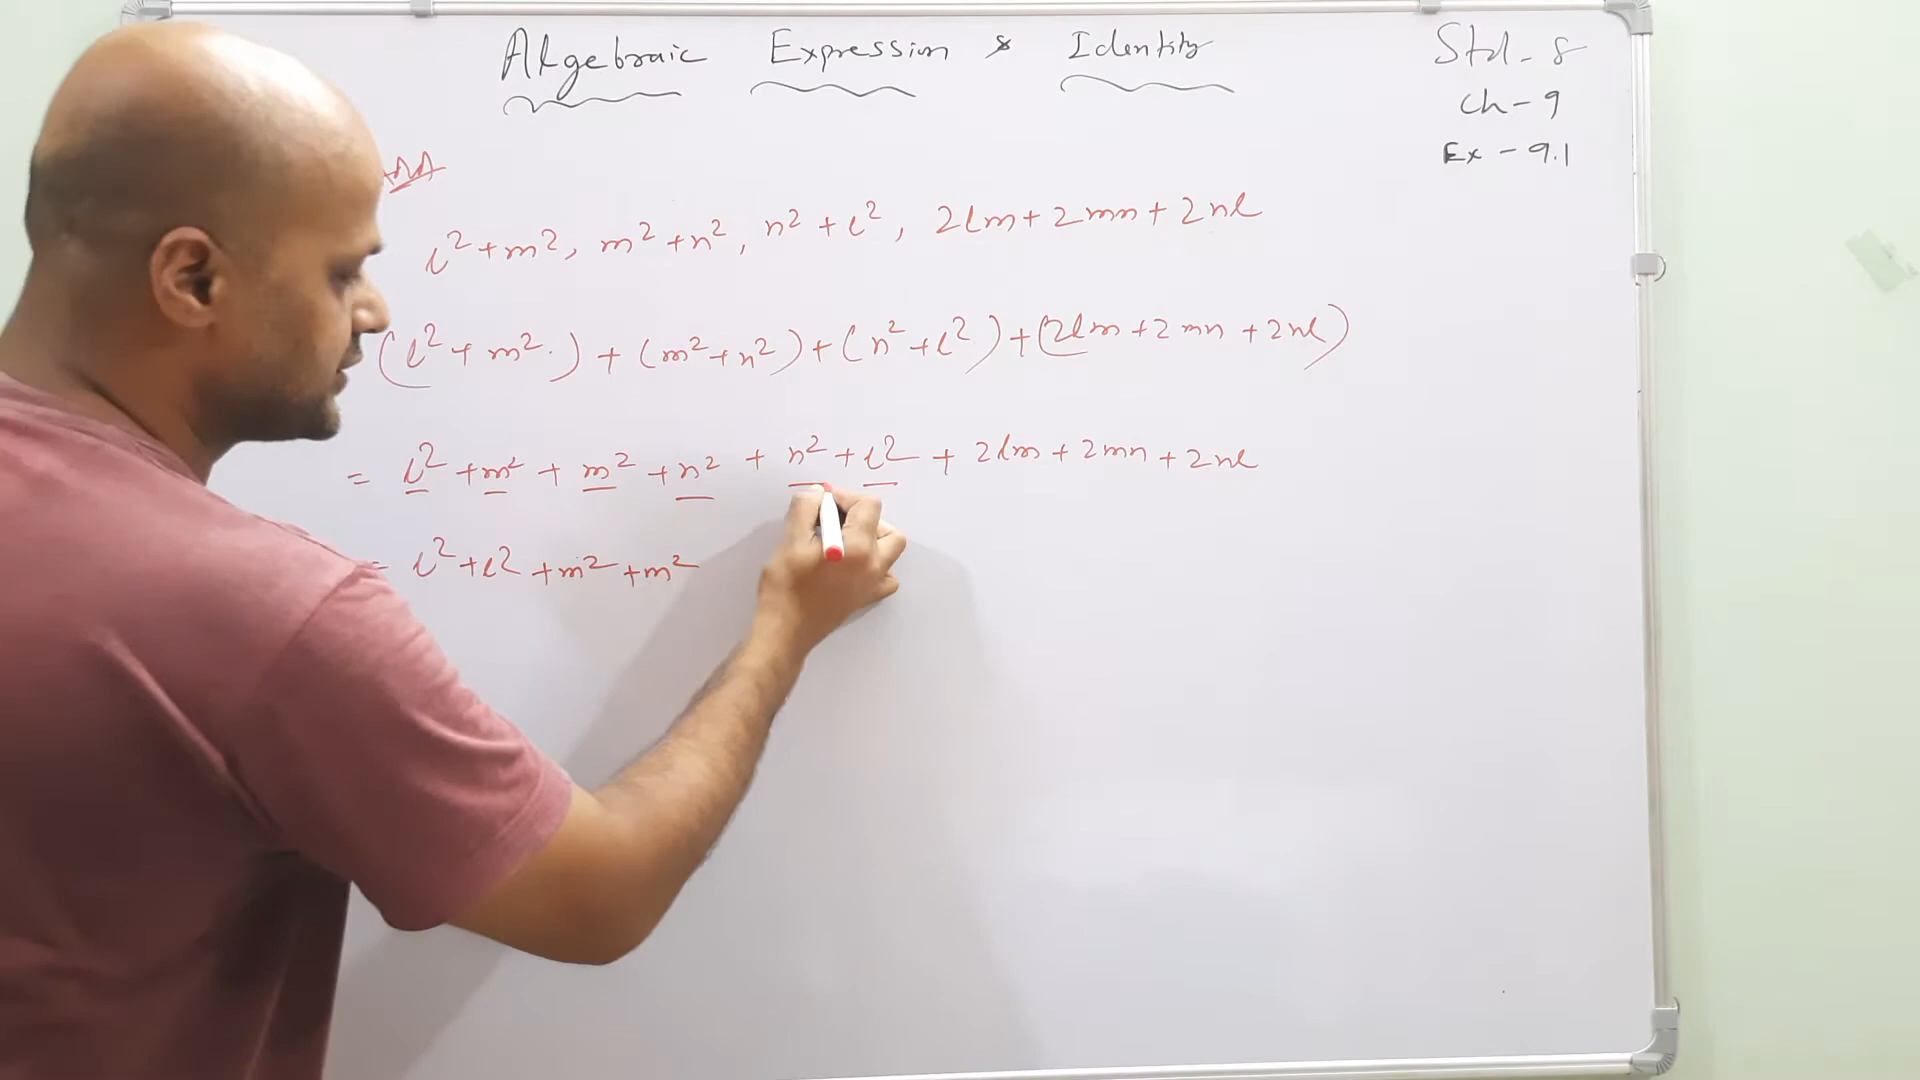 Algebraic Expression & Identity
Std - 8
Ch - 9
Ex - 9.1
l² + m², m² + n², n² + l², 2lm + 2mn + 2nl
(l² + m².) + (m² + n²) + (n² + l²) + (2lm + 2mn + 2nl)
= l² + m² + m² + n² + n² + l² + 2lm + 2mn + 2nl
= l² + l² + m² + m²